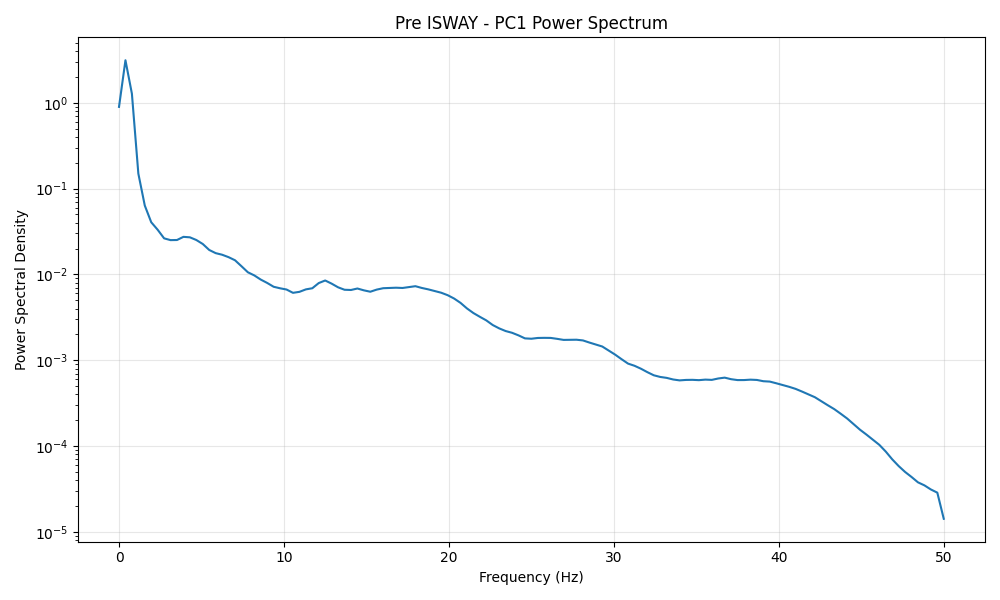 Pre ISWAY - PC1 Power Spectrum
Power Spectral Density
10⁰
10⁻¹
10⁻²
10⁻³
10⁻⁴
10⁻⁵
0 10 20 30 40 50
Frequency (Hz)